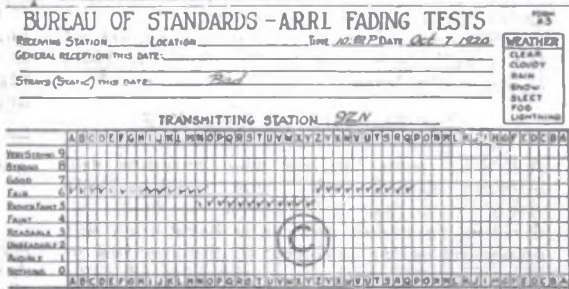 BUREAU OF STANDARDS - A.R.R.L. FADING TESTS
FORM
RECEIVING STATION LOCATION TIME 10. P DATE Oct 7 1920
GENERAL RECEPTION THIS DATE:
STRAYS (STATIC) THIS DATE: Bad
WEATHER
CLEAR
CLOUDY
RAIN
SNOW
SLEET
FOG
LIGHTNING
TRANSMITTING STATION 9ZN
A B C D E F G H I J K L M N O P Q R S T U V W X Y Z Y X W V U T S R Q P O N M L K J I H G F E D C B A
VERY STRONG 9
STRONG 8
GOOD 7
FAIR 6
RATHER FAINT 5
FAINT 4
READABLE 3
UNREADABLE 2
AUDIBLE 1
NOTHING 0
A B C D E F G H I J K L M N O P Q R S T U V W X Y Z Y X W V U T S R Q P O N M L K J I H G F E D C B A
C